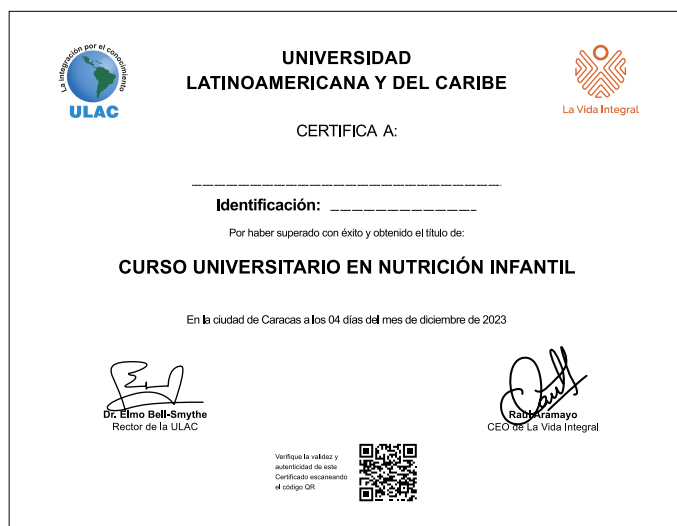 La integración por el conocimiento
ULAC
UNIVERSIDAD
LATINOAMERICANA Y DEL CARIBE
La Vida Integral
CERTIFICA A:
Identificación:
Por haber superado con éxito y obtenido el título de:
CURSO UNIVERSITARIO EN NUTRICIÓN INFANTIL
En la ciudad de Caracas a los 04 días del mes de diciembre de 2023
Dr. Elmo Bell-Smythe
Rector de la ULAC
Raúl Aramayo
CEO de La Vida Integral
Verifique la validez y
autenticidad de este
Certificado escaneando
el código QR